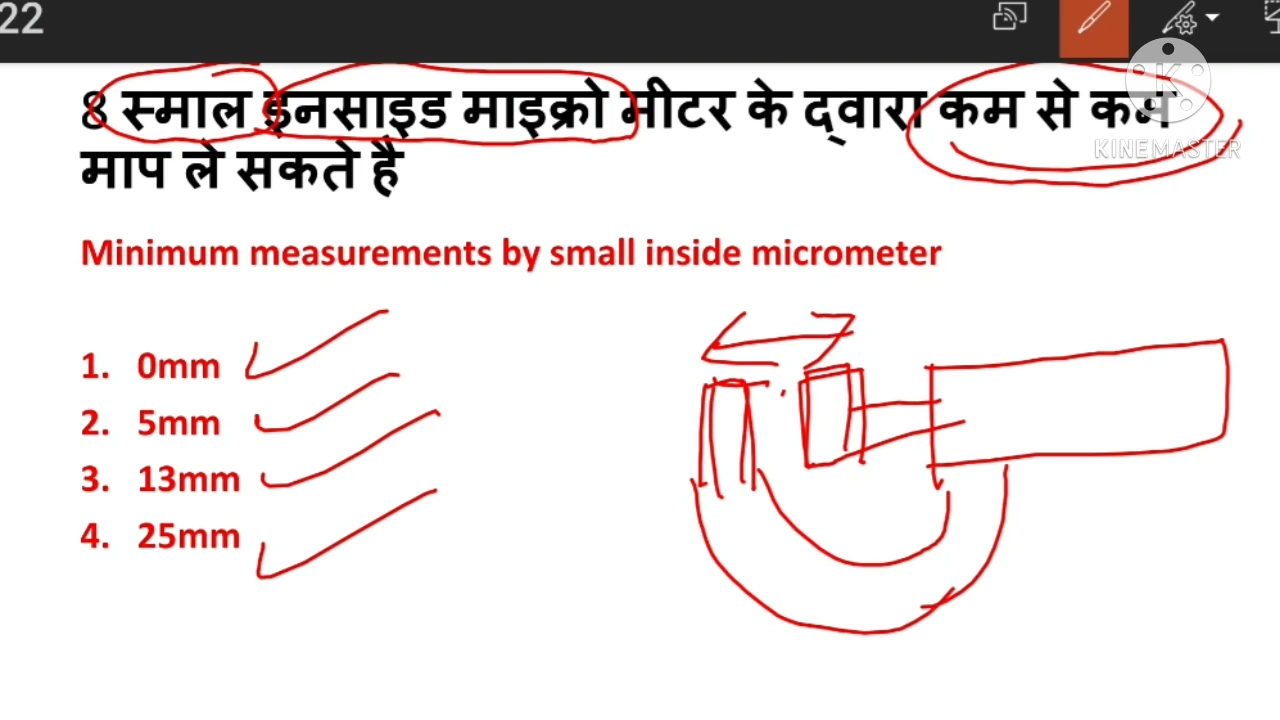 22
8 स्माल इनसाइड माइक्रो मीटर के द्वारा कम से कम
माप ले सकते है
KINEMASTER
Minimum measurements by small inside micrometer
1. 0mm
2. 5mm
3. 13mm
4. 25mm